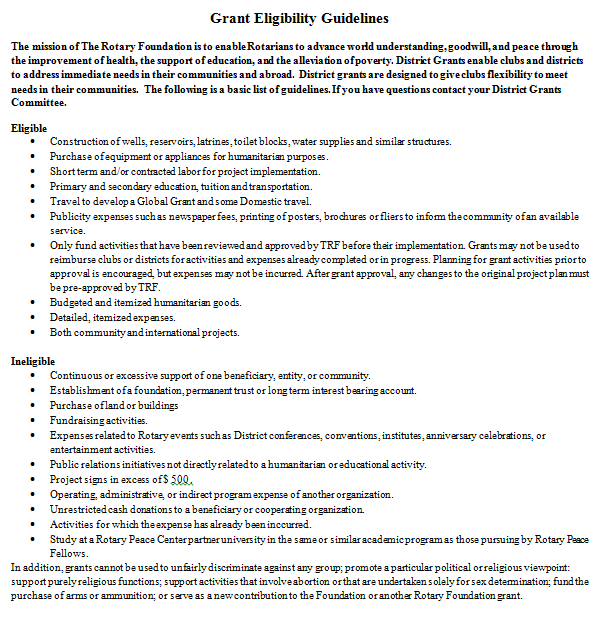 Grant Eligibility Guidelines
The mission of The Rotary Foundation is to enable Rotarians to advance world understanding, goodwill, and peace through
the improvement of health, the support of education, and the alleviation of poverty. District Grants enable clubs and districts
to address immediate needs in their communities and abroad.  District grants are designed to give clubs flexibility to meet
needs in their communities.  The following is a basic list of guidelines. If you have questions contact your District Grants
Committee.
Eligible
• Construction of wells, reservoirs, latrines, toilet blocks, water supplies and similar structures.
• Purchase of equipment or appliances for humanitarian purposes.
• Short term and/or contracted labor for project implementation.
• Primary and secondary education, tuition and transportation.
• Travel to develop a Global Grant and some Domestic travel.
• Publicity expenses such as newspaper fees, printing of posters, brochures or fliers to inform the community of an available
service.
• Only fund activities that have been reviewed and approved by TRF before their implementation. Grants may not be used to
reimburse clubs or districts for activities and expenses already completed or in progress. Planning for grant activities prior to
approval is encouraged, but expenses may not be incurred. After grant approval, any changes to the original project plan must
be pre-approved by TRF.
• Budgeted and itemized humanitarian goods.
• Detailed, itemized expenses.
• Both community and international projects.
Ineligible
• Continuous or excessive support of one beneficiary, entity, or community.
• Establishment of a foundation, permanent trust or long term interest bearing account.
• Purchase of land or buildings
• Fundraising activities.
• Expenses related to Rotary events such as District conferences, conventions, institutes, anniversary celebrations, or
entertainment activities.
• Public relations initiatives not directly related to a humanitarian or educational activity.
• Project signs in excess of $ 500.
• Operating, administrative, or indirect program expense of another organization.
• Unrestricted cash donations to a beneficiary or cooperating organization.
• Activities for which the expense has already been inccurred.
• Study at a Rotary Peace Center partner university in the same or similar academic program as those pursuing by Rotary Peace
Fellows.
In addition, grants cannot be used to unfairly discriminate against any group; promote a particular political or religious viewpoint:
support purely religious functions; support activities that involve abortion or that are undertaken solely for sex determination; fund the
purchase of arms or ammunition; or serve as a new contribution to the Foundation or another Rotary Foundation grant.